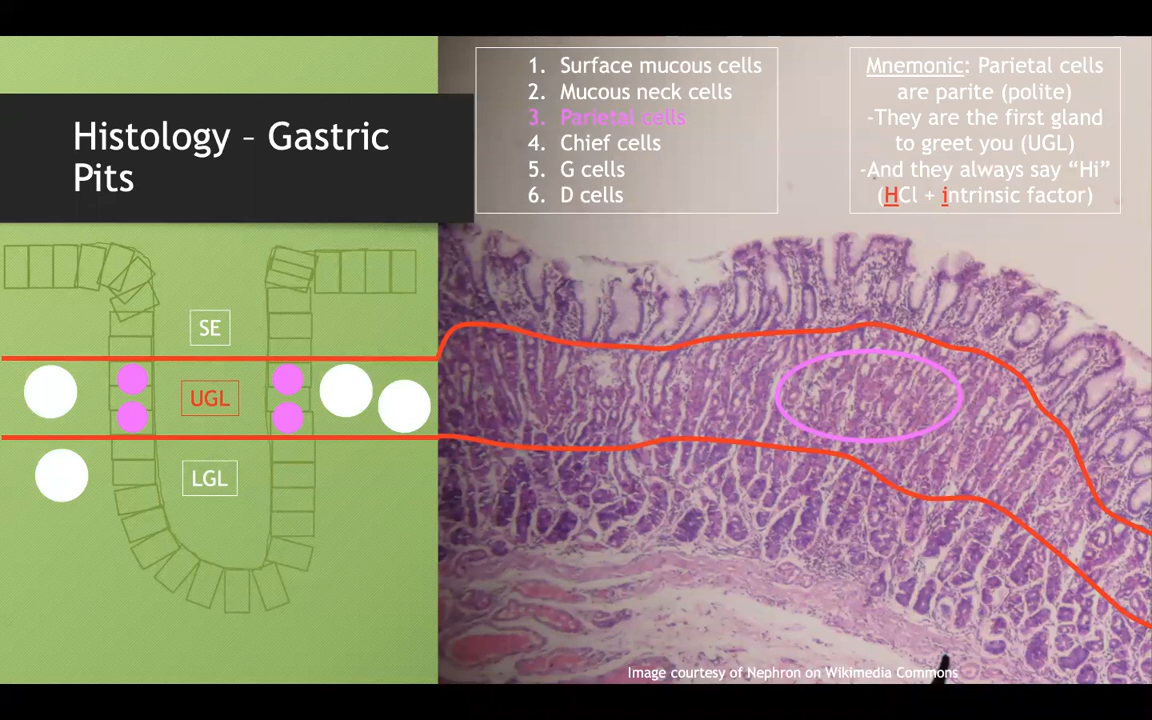 Histology – Gastric
Pits
1. Surface mucous cells
2. Mucous neck cells
3. Parietal cells
4. Chief cells
5. G cells
6. D cells
Mnemonic: Parietal cells
are parite (polite)
-They are the first gland
to greet you (UGL)
-And they always say “Hi”
(HCl + intrinsic factor)
SE
UGL
LGL
Image courtesy of Nephron on Wikimedia Commons